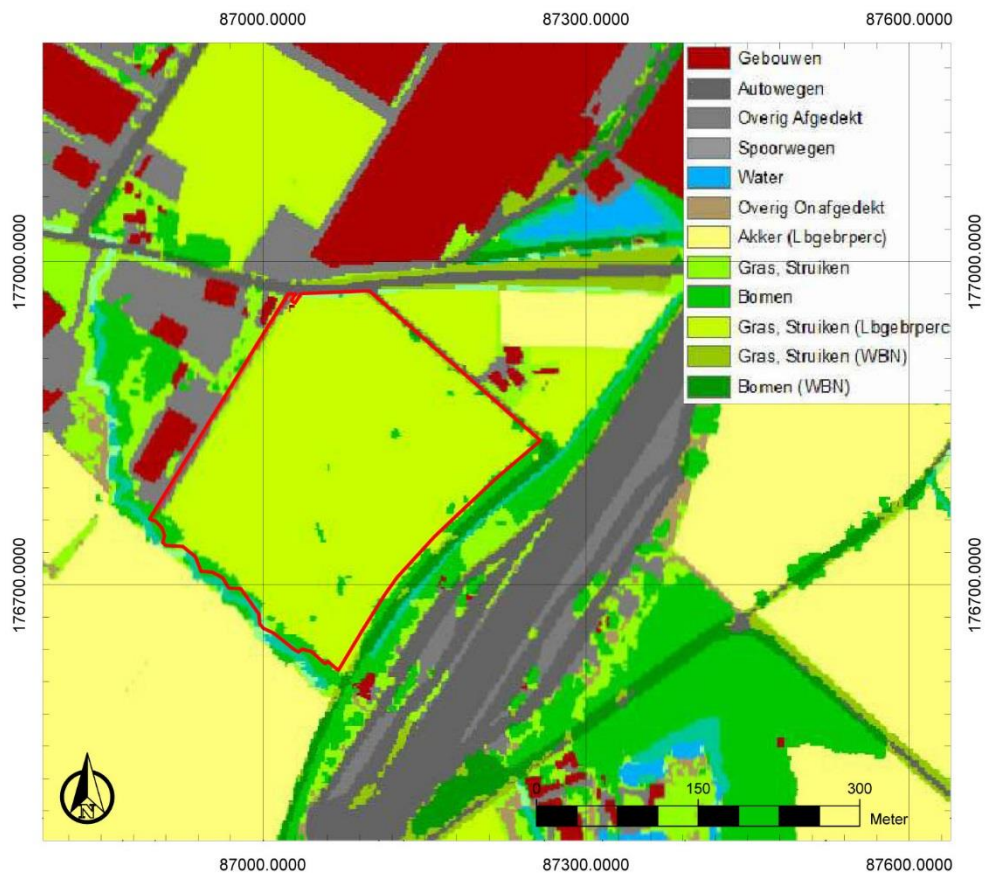 87000.0000 87300.0000 87600.0000
Gebouwen
Autowegen
Overig Afgedekt
Spoorwegen
Water
Overig Onafgedekt
Akker (Lbgebrperc)
Gras, Struiken
Bomen
Gras, Struiken (Lbgebrperc
Gras, Struiken (WBN)
Bomen (WBN)
177000.0000 177000.0000
176700.0000 176700.0000
N
0 150 300
Meter
87000.0000 87300.0000 87600.0000